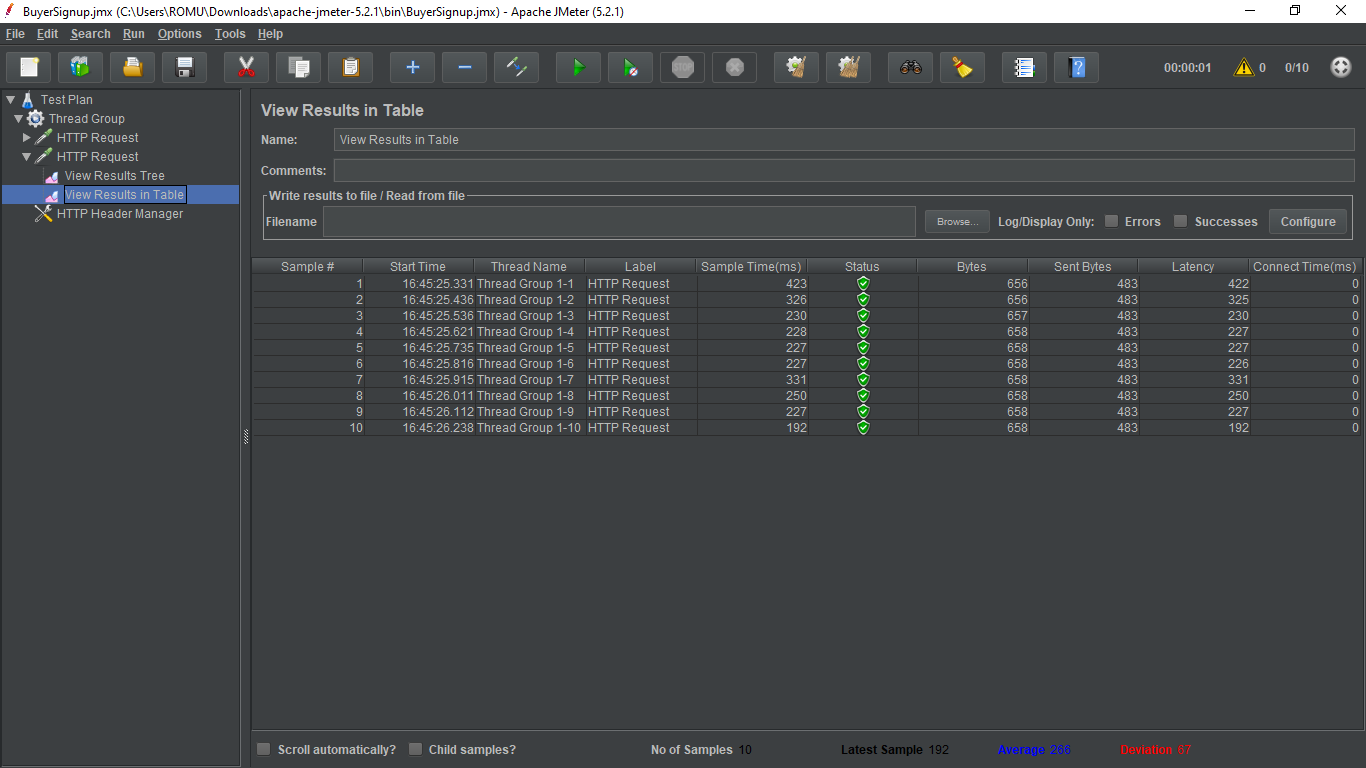 BuyerSignup.jmx (C:\Users\ROMU\Downloads\apache-jmeter-5.2.1\bin\BuyerSignup.jmx) - Apache JMeter (5.2.1)
File Edit Search Run Options Tools Help
STOP 00:00:01 0 0/10
Test Plan
Thread Group
HTTP Request
HTTP Request
View Results Tree
View Results in Table
HTTP Header Manager
View Results in Table
Name: View Results in Table
Comments:
Write results to file / Read from file
Filename Browse... Log/Display Only: Errors Successes Configure
Sample # Start Time Thread Name Label Sample Time(ms) Status Bytes Sent Bytes Latency Connect Time(ms)
1 16:45:25.331 Thread Group 1-1 HTTP Request 423 656 483 422 0
2 16:45:25.436 Thread Group 1-2 HTTP Request 326 656 483 325 0
3 16:45:25.536 Thread Group 1-3 HTTP Request 230 657 483 230 0
4 16:45:25.621 Thread Group 1-4 HTTP Request 228 658 483 227 0
5 16:45:25.735 Thread Group 1-5 HTTP Request 227 658 483 227 0
6 16:45:25.816 Thread Group 1-6 HTTP Request 227 658 483 226 0
7 16:45:25.915 Thread Group 1-7 HTTP Request 331 658 483 331 0
8 16:45:26.011 Thread Group 1-8 HTTP Request 250 658 483 250 0
9 16:45:26.112 Thread Group 1-9 HTTP Request 227 658 483 227 0
10 16:45:26.238 Thread Group 1-10 HTTP Request 192 658 483 192 0
Scroll automatically? Child samples? No of Samples 10 Latest Sample 192 Average 266 Deviation 67